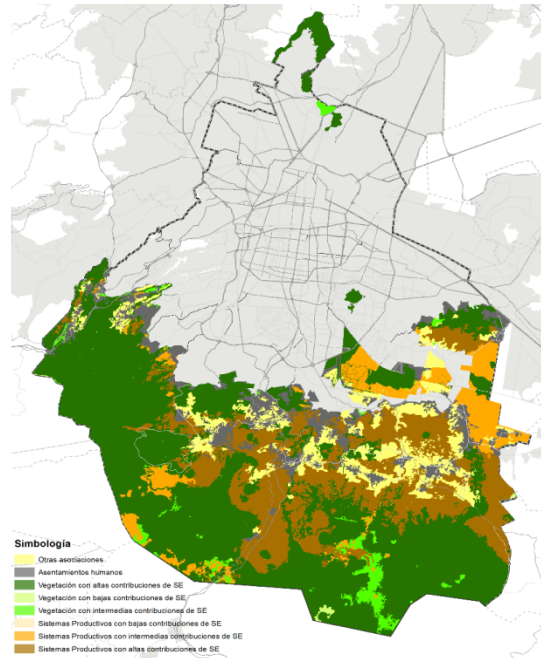 Simbología
Otras asociaciones
Asentamientos humanos
Vegetación con altas contribuciones de SE
Vegetación con bajas contribuciones de SE
Vegetación con intermedias contribuciones de SE
Sistemas Productivos con bajas contribuciones de SE
Sistemas Productivos con intermedias contribuciones de SE
Sistemas Productivos con altas contribuciones de SE